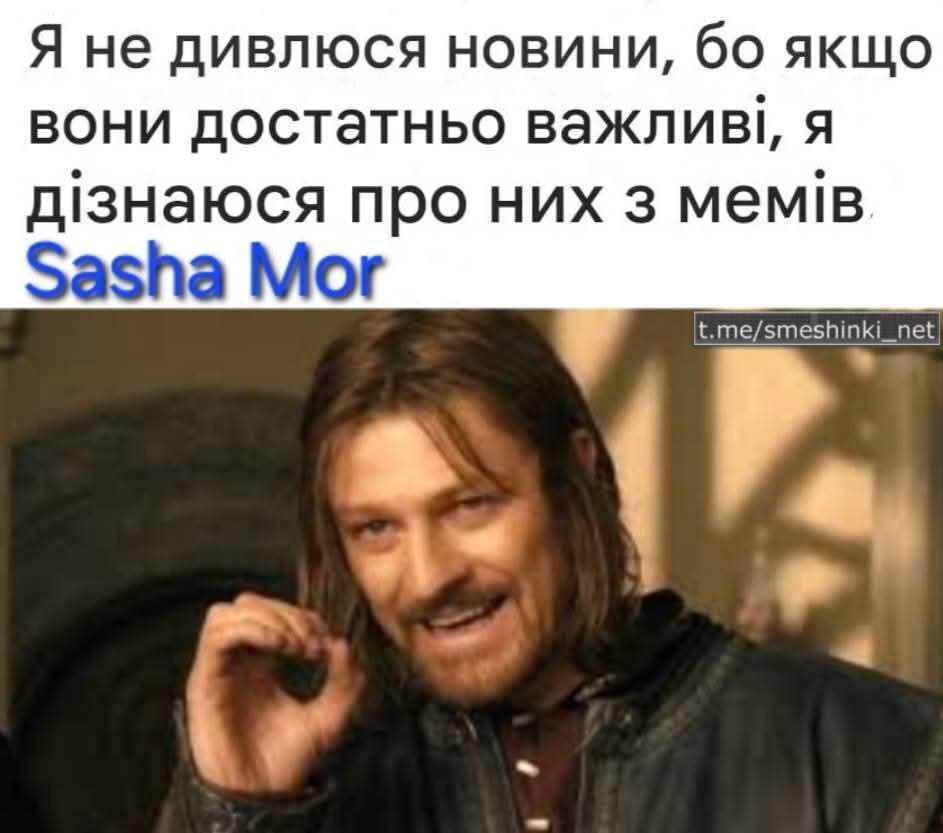 Я не дивлюся новини, бо якщо
вони достатньо важливі, я
дізнаюся про них з мемів.
Sasha Mor
t.me/smeshinki_net